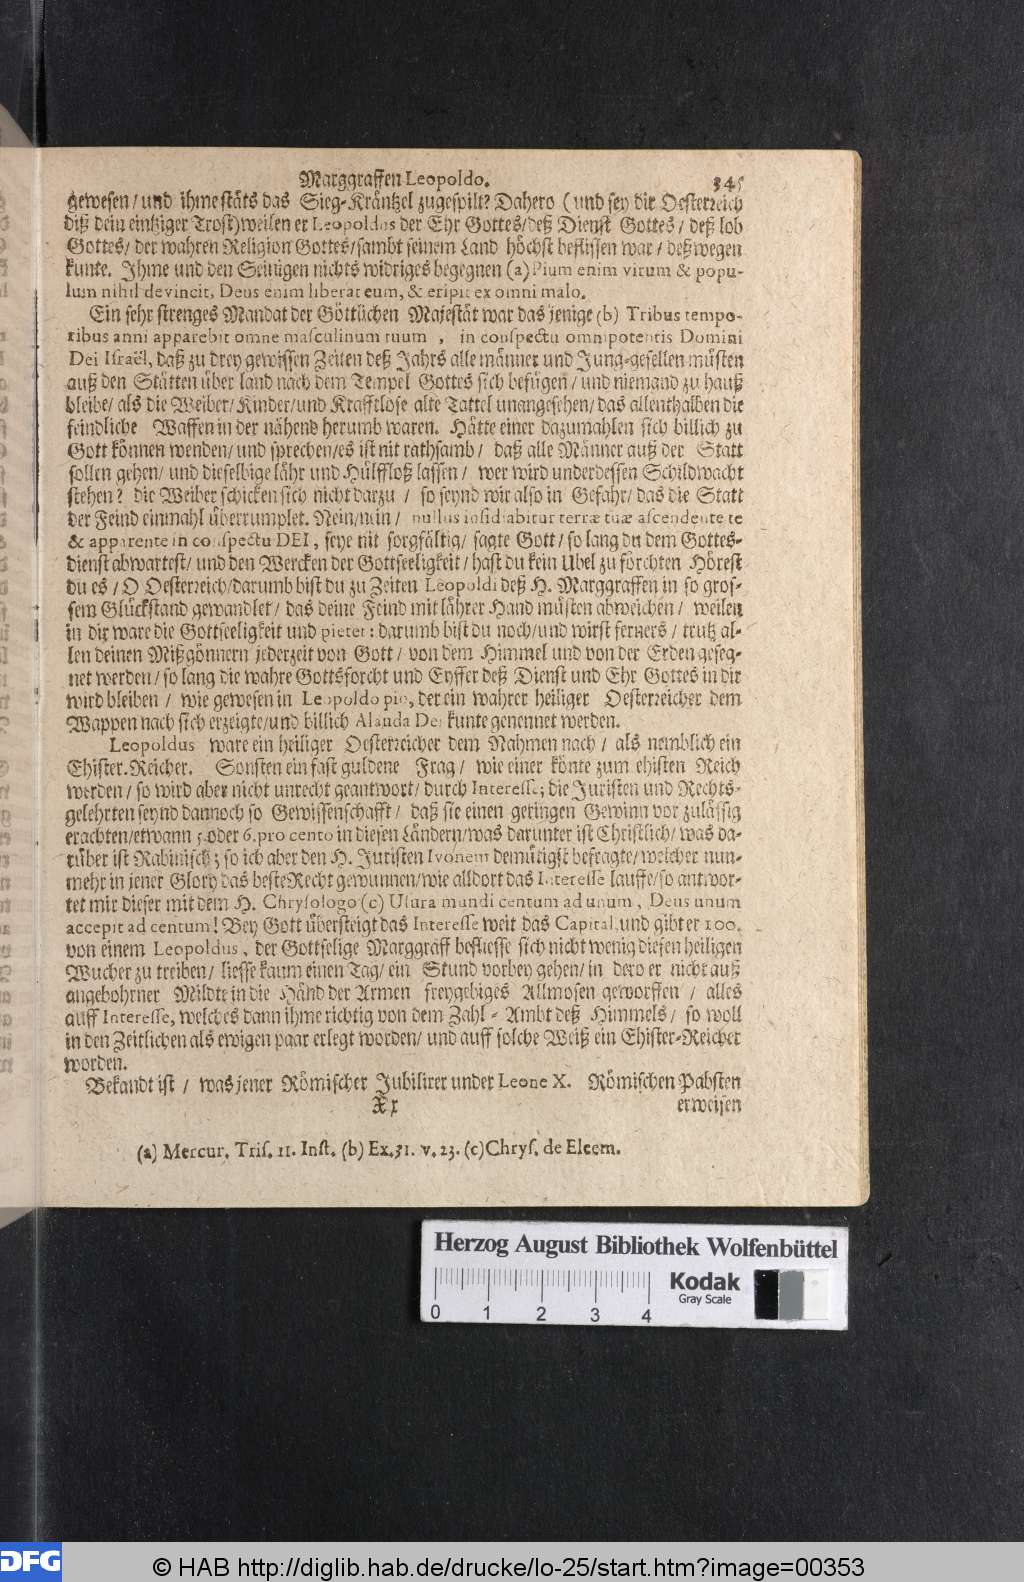 Marggraffen Leopoldo. 345
gewesen / und ihme stäts das Sieg-Kräntzel zugespilt? Dahero ( und sey dir Oesterreich
diß dein eintziger Trost) weilen er Leopoldus der Ehr Gottes / deß Dienst Gottes / deß lob
Gottes / der wahren Religion Gottes / sambt seinem Land höchst beflissen war / deßwegen
kunte. Ihme und den Seinigen nichts widriges begegnen (a) Pium enim virum & popu-
lum nihil devincit, Deus enim liberat eum, & eripit ex omni malo.
Ein sehr strenges Mandat der Göttlichen Majestät war das jenige (b) Tribus tempo-
ribus anni apparebit omne masculinum tuum , in conspectu omnipotentis Domini
Dei Israël, daß zu drey gewissen Zeiten deß Jahrs alle männer und Jung-gesellen müsten
auß den Stätten über land nach dem Tempel Gottes sich befügen / und niemand zu hauß
bleibe / als die Weiber / Kinder / und Krafftlose alte Tattel unangesehen / das allenthalben die
feindliche Waffen in der nähend herumb waren. Hätte einer dazumahlen sich billich zu
Gott können wenden / und sprechen / es ist nit rathsamb / daß alle Männer auß der Statt
sollen gehen / und dieselbige lähr und Hülffloß lassen / wer wird underdessen Schildwacht
stehen? die Weiber schicken sich nicht darzu / so seynd wir also in Gefahr / das die Statt
der Feind einmahl überrumplet. Nein / nein / nullus insidiabitur terræ tuæ ascendente te
& apparente in conspectu DEI, seye nit sorgfältig / sagte Gott / so lang du dem Gottes-
dienst abwartest / und den Wercken der Gottseeligkeit / hast du kein Ubel zu förchten Hörest
du es / O Oesterreich / darumb bist du zu Zeiten Leopoldi deß H. Marggraffen in so gros-
sem Glückstand gewandlet / das deine Feind mit lährer Hand müsten abweichen / weilen
in dir ware die Gottseeligkeit und pietet : darumb bist du noch / und wirst ferners / trutz al-
len deinen Mißgönnern jederzeit von Gott / von dem Himmel und von der Erden geseg-
net werden / so lang die wahre Gottsforcht und Eyffer deß Dienst und Ehr Gottes in dir
wird bleiben / wie gewesen in Leopoldo pio, der ein wahrer heiliger Oesterreicher dem
Wappen nach sich erzeigte / und billich Alauda Dei kunte genennet werden.
Leopoldus ware ein heiliger Oesterreicher dem Nahmen nach / als nemblich ein
Ehister-Reicher. Sonsten ein fast guldene Frag / wie einer könte zum ehisten Reich
werden / so wird aber nicht unrecht geantwort / durch Interesse; die Juristen und Rechts-
gelehrten seynd dannoch so Gewissenschafft / daß sie einen geringen Gewinn vor zulässig
erachten / etwann 5. oder 6. pro cento in diesen Ländern / was darunter ist Christlich / was da-
rüber ist Rabinisch; so ich aber den H. Juristen Ivonem demütigst befragte / welcher nun-
mehr in jener Glory das beste Recht gewunnen / wie alldort das Interesse lauffe / so antwor-
tet mir dieser mit dem H. Chrysologo (c) Usura mundi centum ad unum, Deus unum
accepit ad centum! Bey Gott übersteigt das Interesse weit das Capital, und gibt er 100.
von einem Leopoldus, der Gottselige Marggraff beflisse sich nicht wenig diesen heiligen
Wucher zu treiben / liesse kaum einen Tag / ein Stund vorbey gehen / in dero er nicht auß
angebohrner Mildte in die Händ der Armen freygebiges Allmosen geworffen / alles
auff Interesse, welches dann ihme richtig von dem Zahl-Ambt deß Himmels / so woll
in den Zeitlichen als ewigen paar erlegt worden / und auff solche Weiß ein Ehister-Reicher
worden.
Bekandt ist / was jener Römischer Jubilirer under Leone X. Römischen Pabsten
Xx erweisen
(a) Mercur. Tris. 11. Inst. (b) Ex. 31. v. 23. (c) Chrys. de Eleem.
Herzog August Bibliothek Wolfenbüttel
0 1 2 3 4
Kodak
Gray Scale
DFG © HAB http://diglib.hab.de/drucke/lo-25/start.htm?image=00353